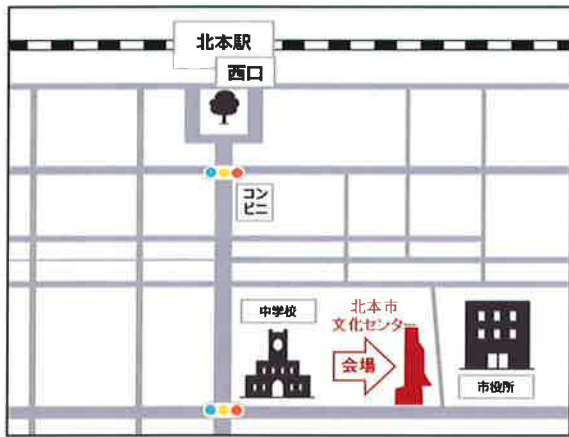 北本駅
西口
コン
ビニ
中学校
北本市
文化センター
会場
市役所